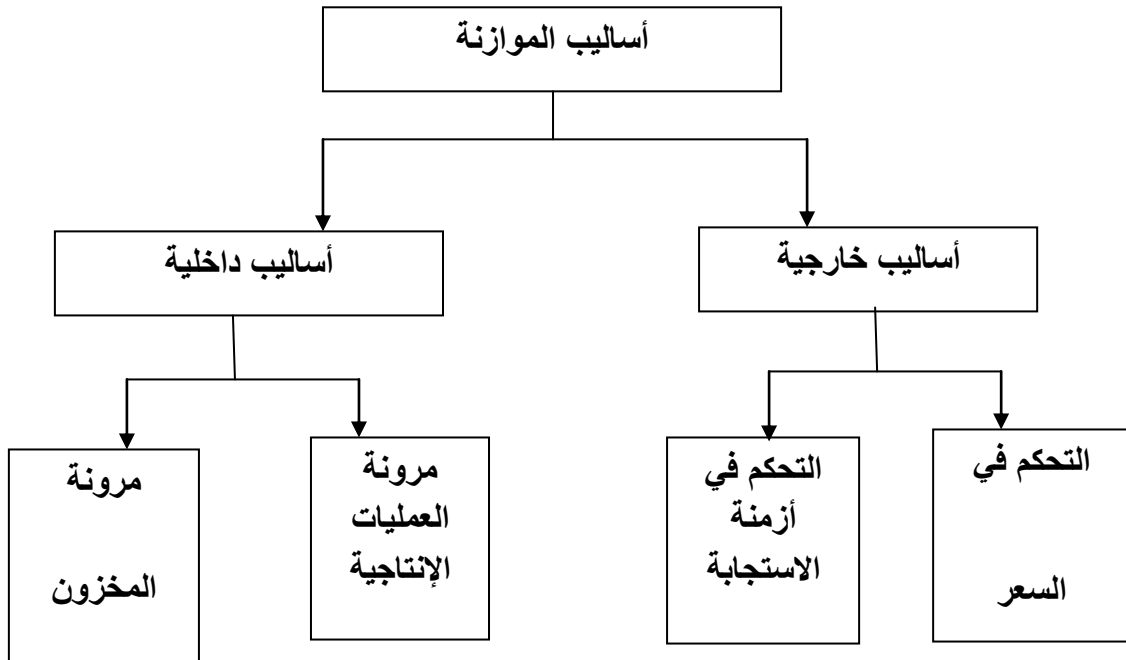 أساليب الموازنة
أساليب خارجية
أساليب داخلية
التحكم في
السعر
التحكم في
أزمنة
الاستجابة
مرونة
العمليات
الإنتاجية
مرونة
المخزون